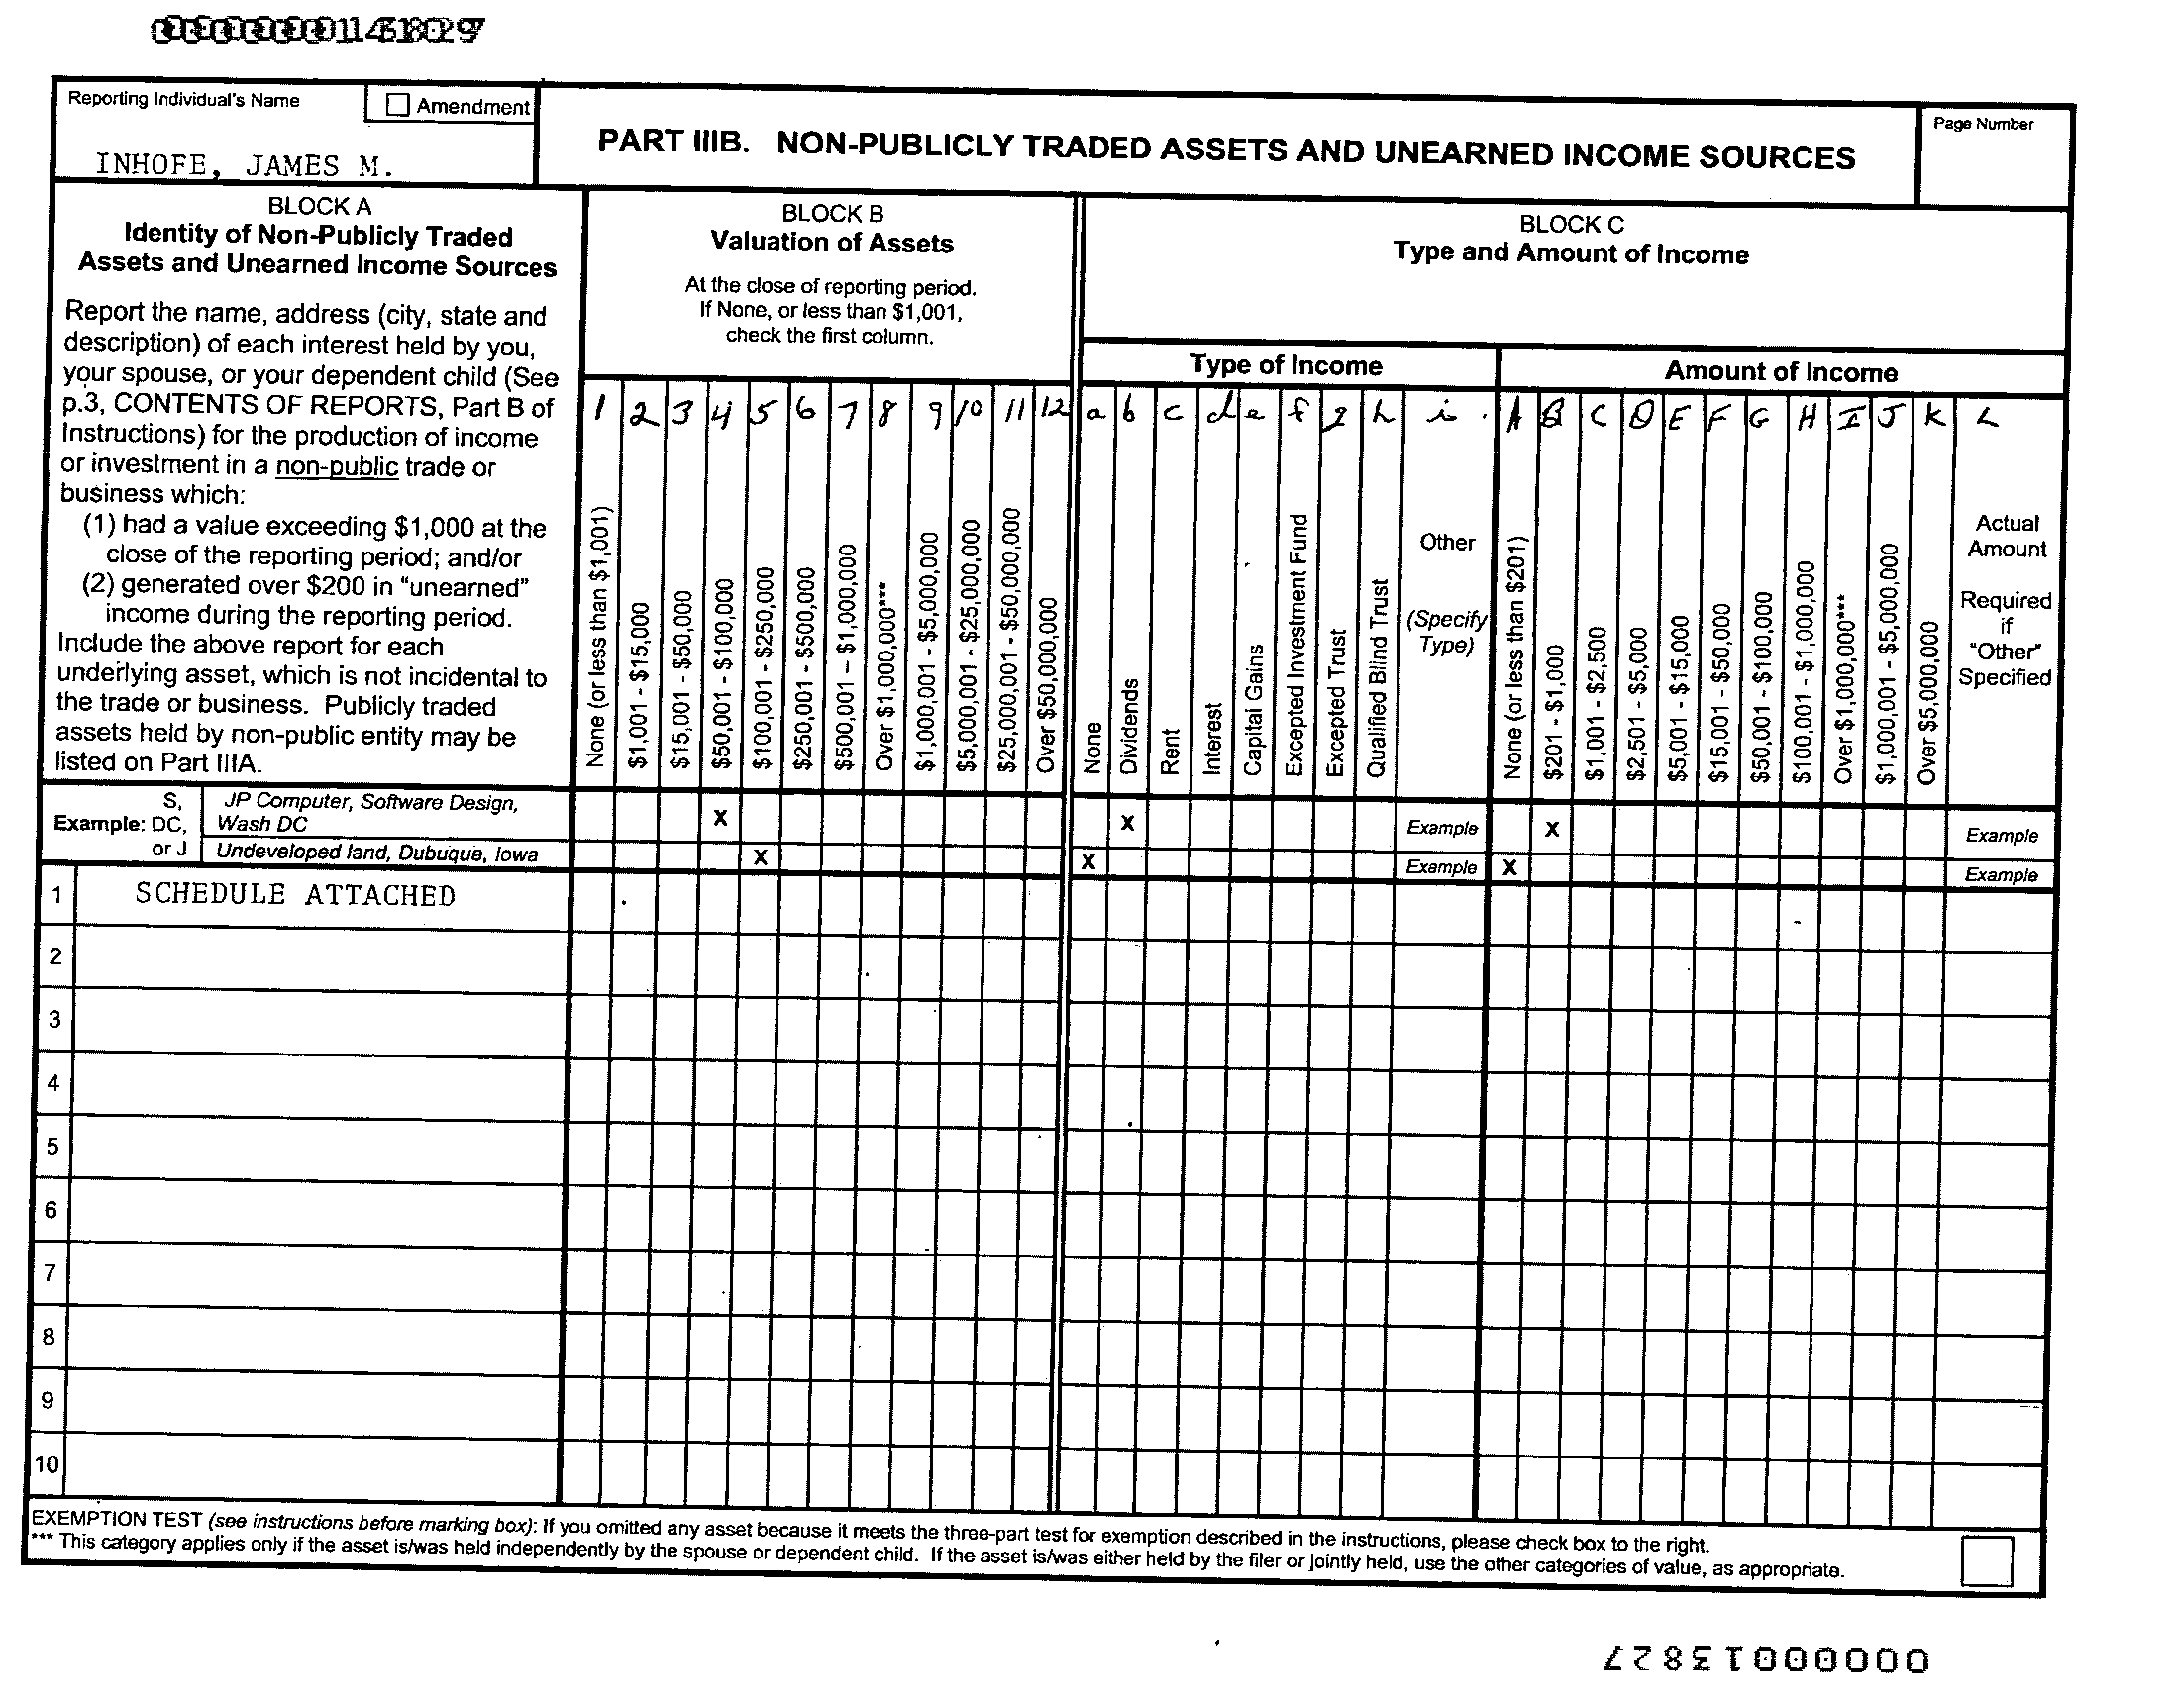 Reporting Individual's Name
Amendment
INHOFE, JAMES M.
PART IIIB. NON-PUBLICLY TRADED ASSETS AND UNEARNED INCOME SOURCES
Page Number
BLOCK A
Identity of Non-Publicly Traded
Assets and Unearned Income Sources
Report the name, address (city, state and
description) of each interest held by you,
your spouse, or your dependent child (See
p.3, CONTENTS OF REPORTS, Part B of
Instructions) for the production of income
or investment in a non-public trade or
business which:
(1) had a value exceeding $1,000 at the
close of the reporting period; and/or
(2) generated over $200 in "unearned"
income during the reporting period.
Include the above report for each
underlying asset, which is not incidental to
the trade or business. Publicly traded
assets held by non-public entity may be
listed on Part IIIA.
BLOCK B
Valuation of Assets
At the close of reporting period.
If None, or less than $1,001,
check the first column.
1 2 3 4 5 6 7 8 9 10 11 12
None (or less than $1,001)
$1,001 - $15,000
$15,001 - $50,000
$50,001 - $100,000
$100,001 - $250,000
$250,001 - $500,000
$500,001 – $1,000,000
Over $1,000,000***
$1,000,001 - $5,000,000
$5,000,001 - $25,000,000
$25,000,001 - $50,000,000
Over $50,000,000
BLOCK C
Type and Amount of Income
Type of Income
a b c d e f g h i
None
Dividends
Rent
Interest
Capital Gains
Excepted Investment Fund
Excepted Trust
Qualified Blind Trust
Other
(Specify
Type)
Amount of Income
A B C D E F G H I J K L
None (or less than $201)
$201 - $1,000
$1,001 - $2,500
$2,501 - $5,000
$5,001 - $15,000
$15,001 - $50,000
$50,001 - $100,000
$100,001 - $1,000,000
Over $1,000,000***
$1,000,001 - $5,000,000
Over $5,000,000
Actual
Amount
Required
if
"Other"
Specified
Example:
S,
DC,
or J
JP Computer, Software Design,
Wash DC
X X Example X Example
Undeveloped land, Dubuque, Iowa
X X Example X Example
1 SCHEDULE ATTACHED
2
3
4
5
6
7
8
9
10
EXEMPTION TEST (see instructions before marking box): If you omitted any asset because it meets the three-part test for exemption described in the instructions, please check box to the right.
*** This category applies only if the asset is/was held independently by the spouse or dependent child. If the asset is/was either held by the filer or jointly held, use the other categories of value, as appropriate.
00000013827